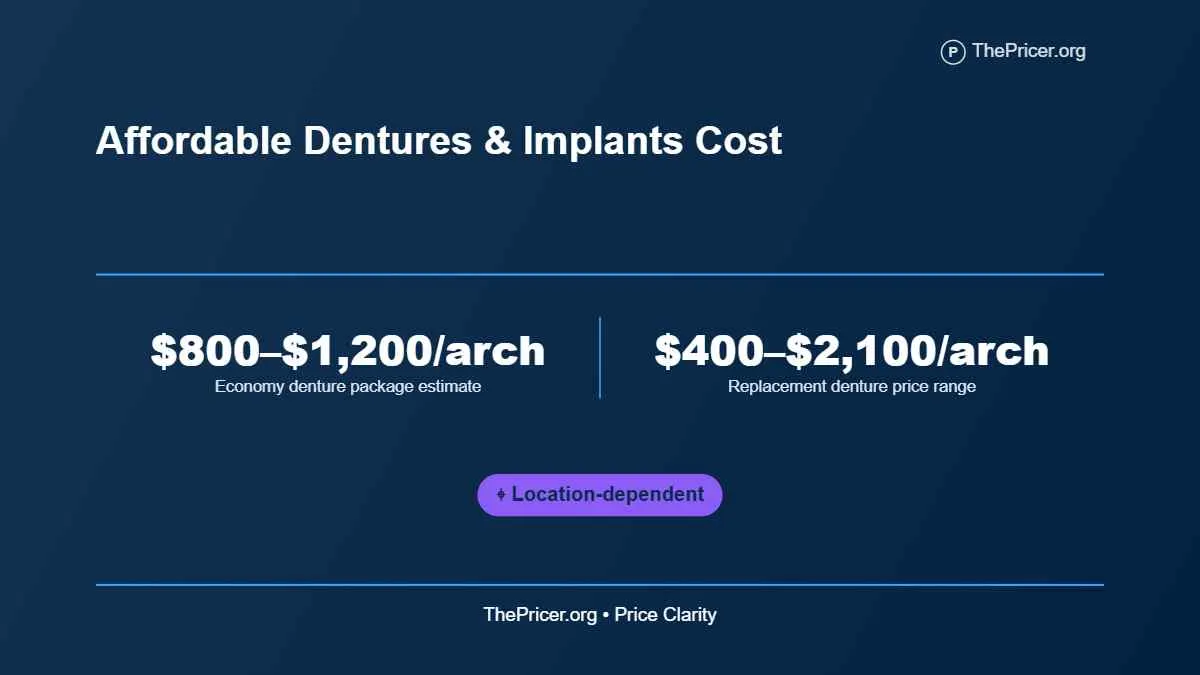 ThePricer.org
Affordable Dentures & Implants Cost
$800–$1,200/arch
Economy denture package estimate
$400–$2,100/arch
Replacement denture price range
Location-dependent
ThePricer.org • Price Clarity